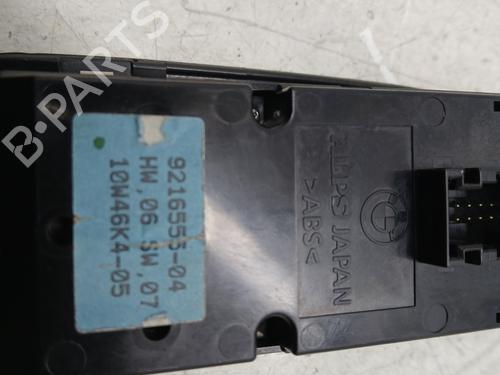 9216555-04
HW,06 SW,07
10W46K4-05
ALPS JAPAN
>ABS<
B-PARTS